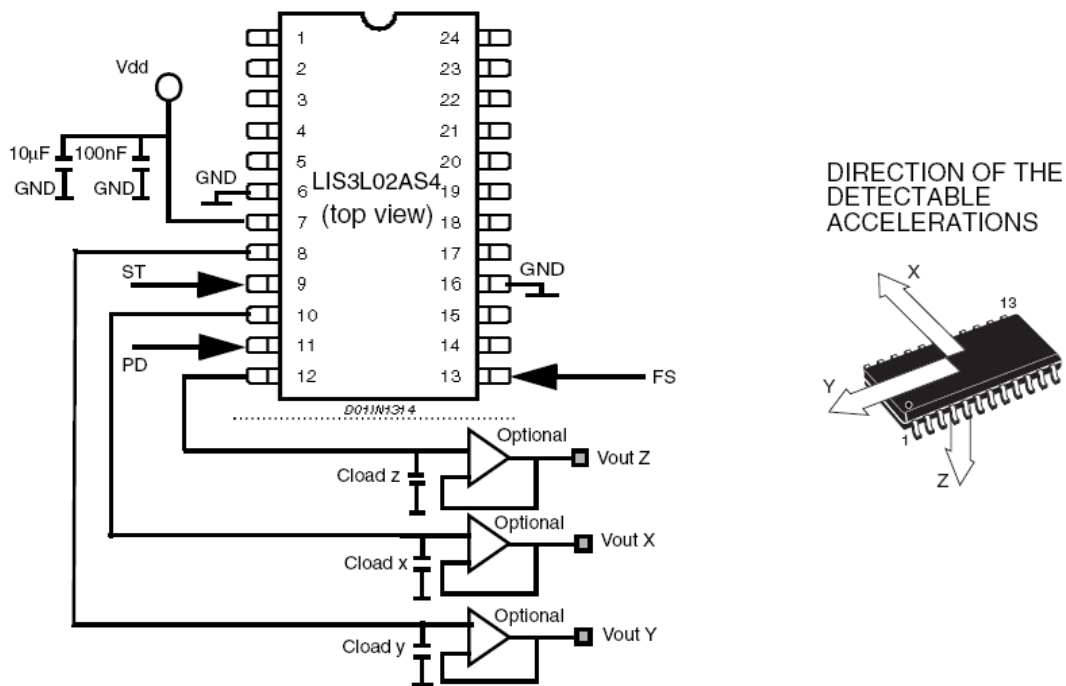 Vdd
10µF
100nF
GND
GND
GND
ST
PD
1
2
3
4
5
6
7
8
9
10
11
12
LIS3L02AS4
(top view)
24
23
22
21
20
19
18
17
16
15
14
13
GND
FS
D01IN1314
Optional
Cload z
Vout Z
Optional
Cload x
Vout X
Optional
Cload y
Vout Y
DIRECTION OF THE
DETECTABLE
ACCELERATIONS
X
13
Y
1
Z